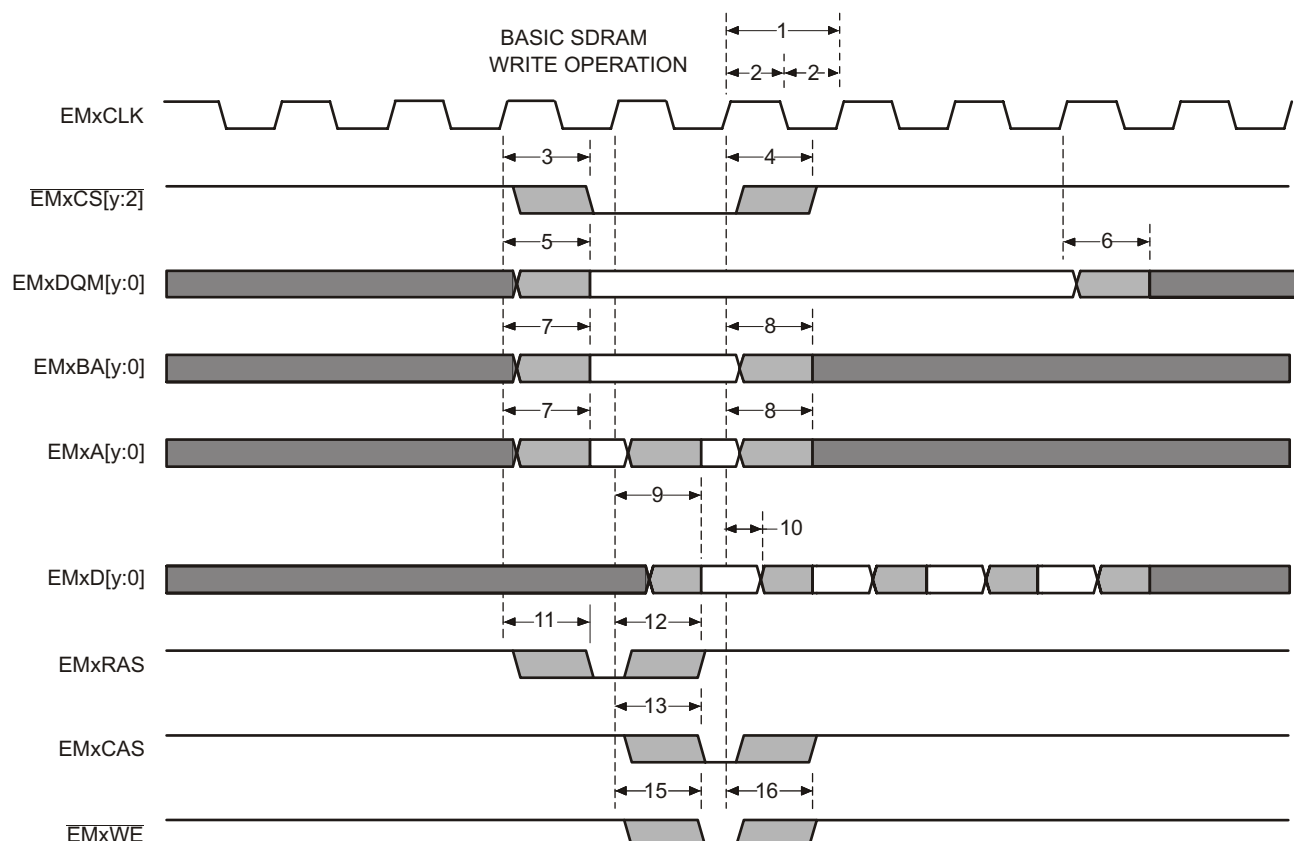 BASIC SDRAM
WRITE OPERATION
1
2 2
EMxCLK
3 4
EMxCS[y:2]
5 6
EMxDQM[y:0]
7 8
EMxBA[y:0]
7 8
EMxA[y:0]
9
10
EMxD[y:0]
11 12
EMxRAS
13
EMxCAS
15 16
EMxWE